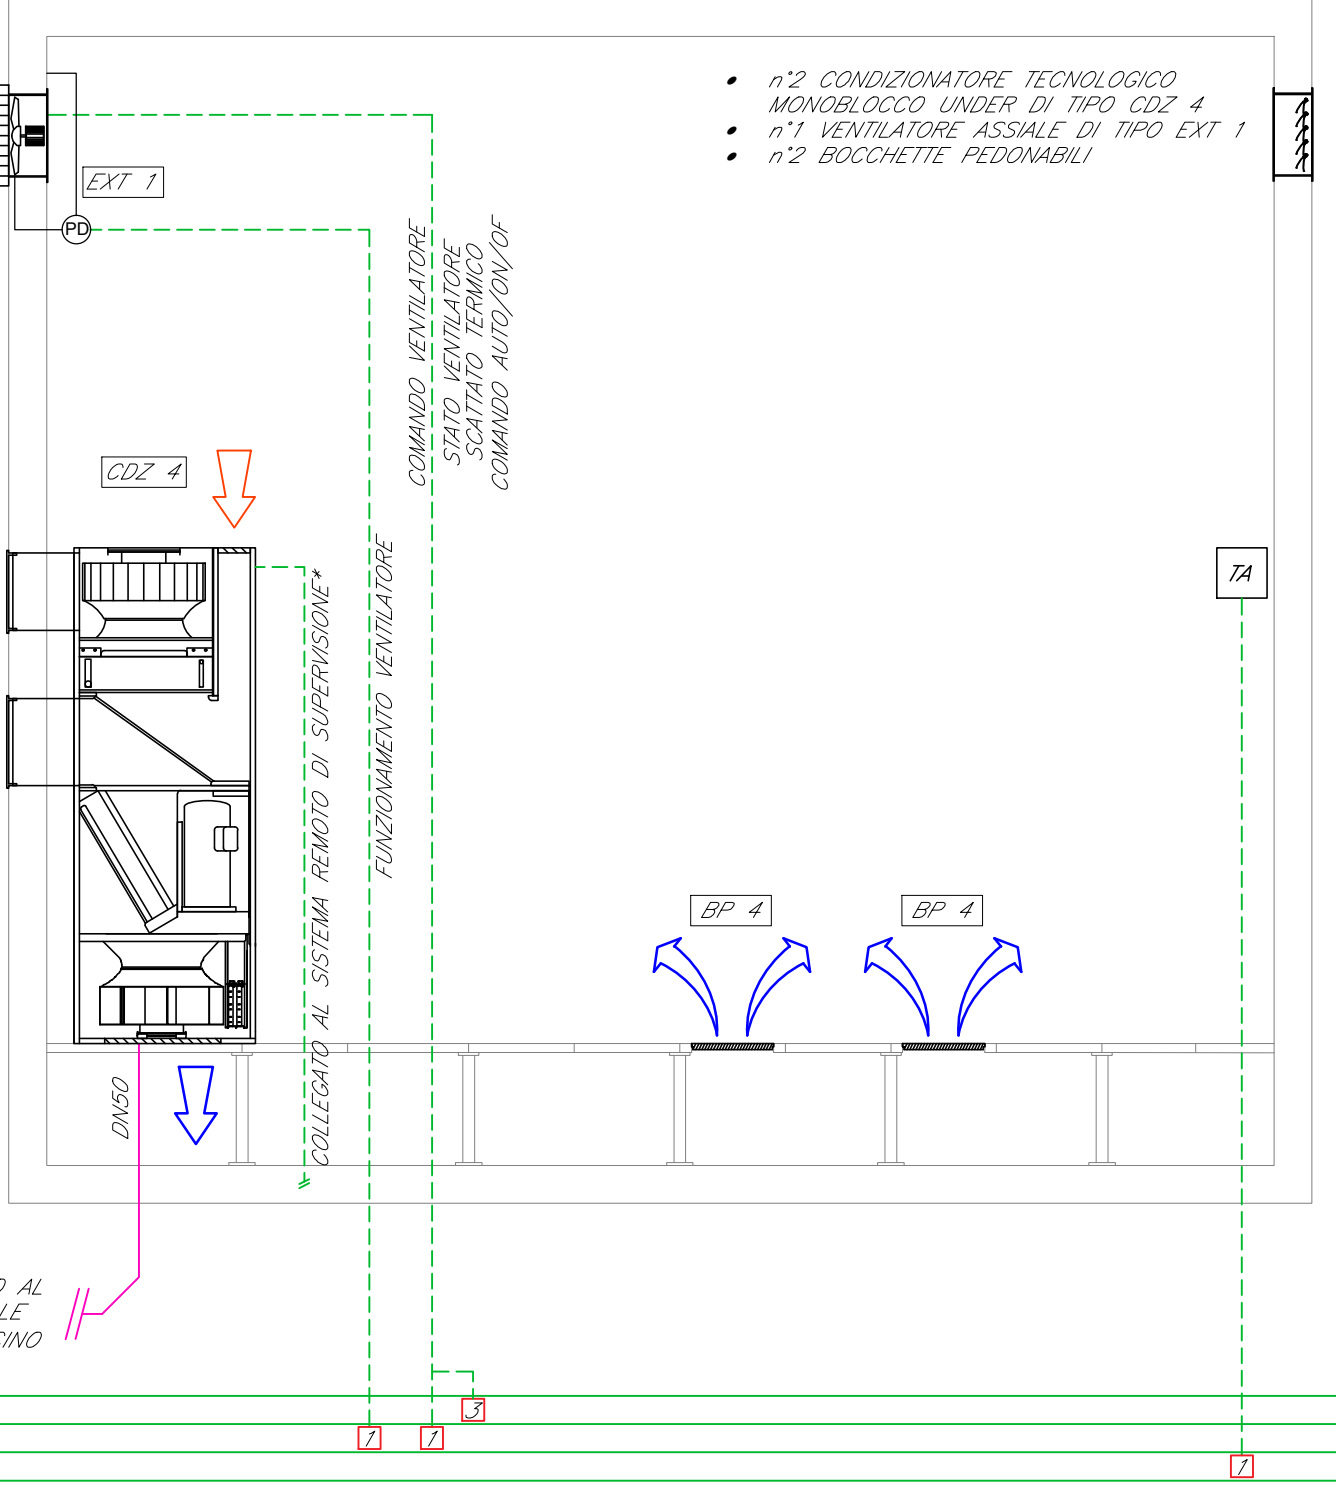 n°2 CONDIZIONATORE TECNOLOGICO
MONOBLOCCO UNDER DI TIPO CDZ 4
n°1 VENTILATORE ASSIALE DI TIPO EXT 1
n°2 BOCCHETTE PEDONABILI
EXT 1
PD
COMANDO VENTILATORE
STATO VENTILATORE
SCATTATO TERMICO
COMANDO AUTO/ON/OF
CDZ 4
FUNZIONAMENTO VENTILATORE
COLLEGATO AL SISTEMA REMOTO DI SUPERVISIONE*
TA
BP 4
BP 4
DN50
O AL
LE
CINO
3
1
1
1